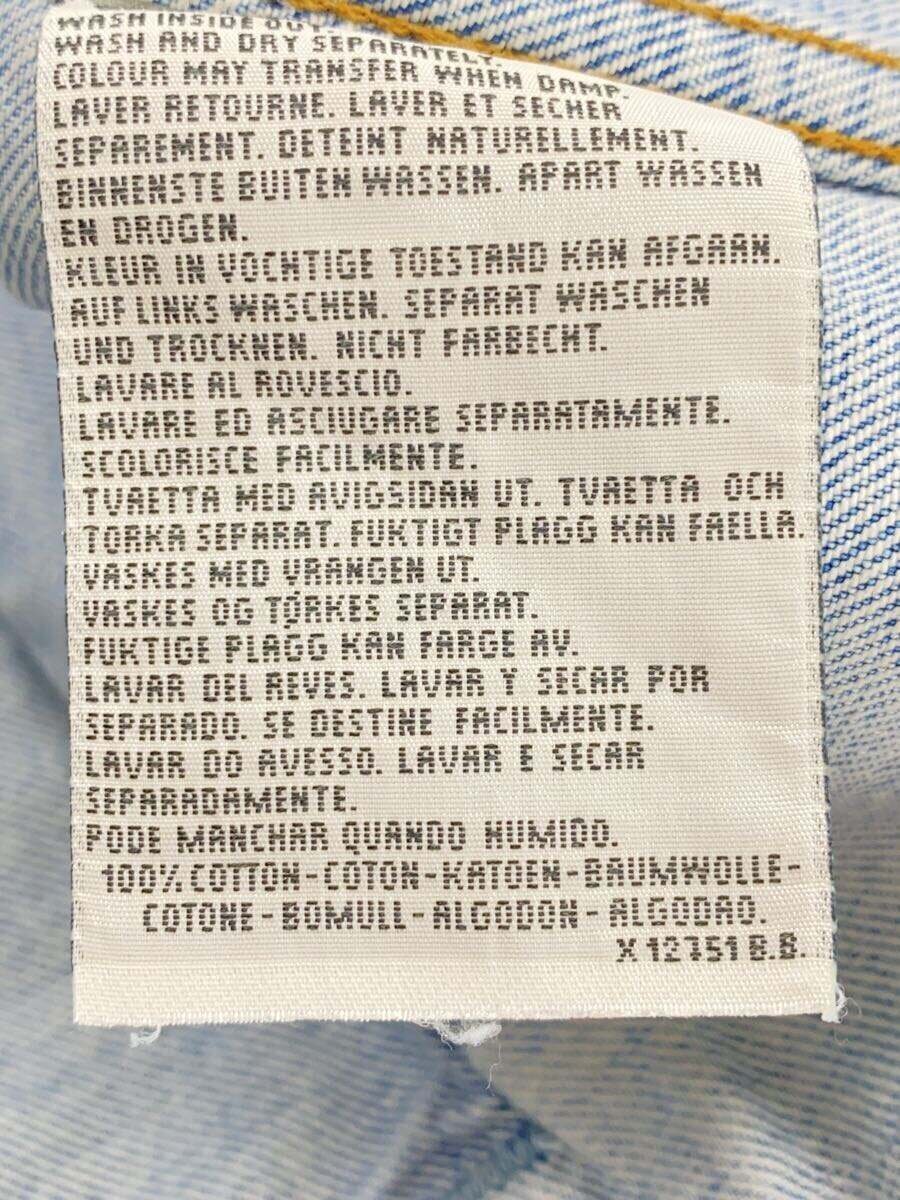 WASH INSIDE OUT.
WASH AND DRY SEPARATELY.
COLOUR MAY TRANSFER WHEN DAMP.
LAVER RETOURNE. LAVER ET SECHER
SEPAREMENT. DETEINT NATURELLEMENT.
BINNENSTE BUITEN WASSEN. APART WASSEN
EN DROGEN.
KLEUR IN VOCHTIGE TOESTAND KAN AFGAAN.
AUF LINKS WASCHEN. SEPARAT WASCHEN
UND TROCKNEN. NICHT FARBECHT.
LAVARE AL ROVESCIO.
LAVARE ED ASCIUGARE SEPARATAMENTE.
SCOLORISCE FACILMENTE.
TVAETTA MED AVIGSIDAN UT. TVAETTA OCH
TORKA SEPARAT. FUKTIGT PLAGG KAN FAELLA.
VASKES MED VRANGEN UT.
VASKES OG TØRKES SEPARAT.
FUKTIGE PLAGG KAN FARGE AV.
LAVAR DEL REVES. LAVAR Y SECAR POR
SEPARADO. SE DESTINE FACILMENTE.
LAVAR DO AVESSO. LAVAR E SECAR
SEPARADAMENTE.
PODE MANCHAR QUANDO HUMIDO.
100% COTTON-COTON-KATOEN-BAUMWOLLE-
COTONE-BOMULL-ALGODON-ALGODAO.
X 12751 B.B.